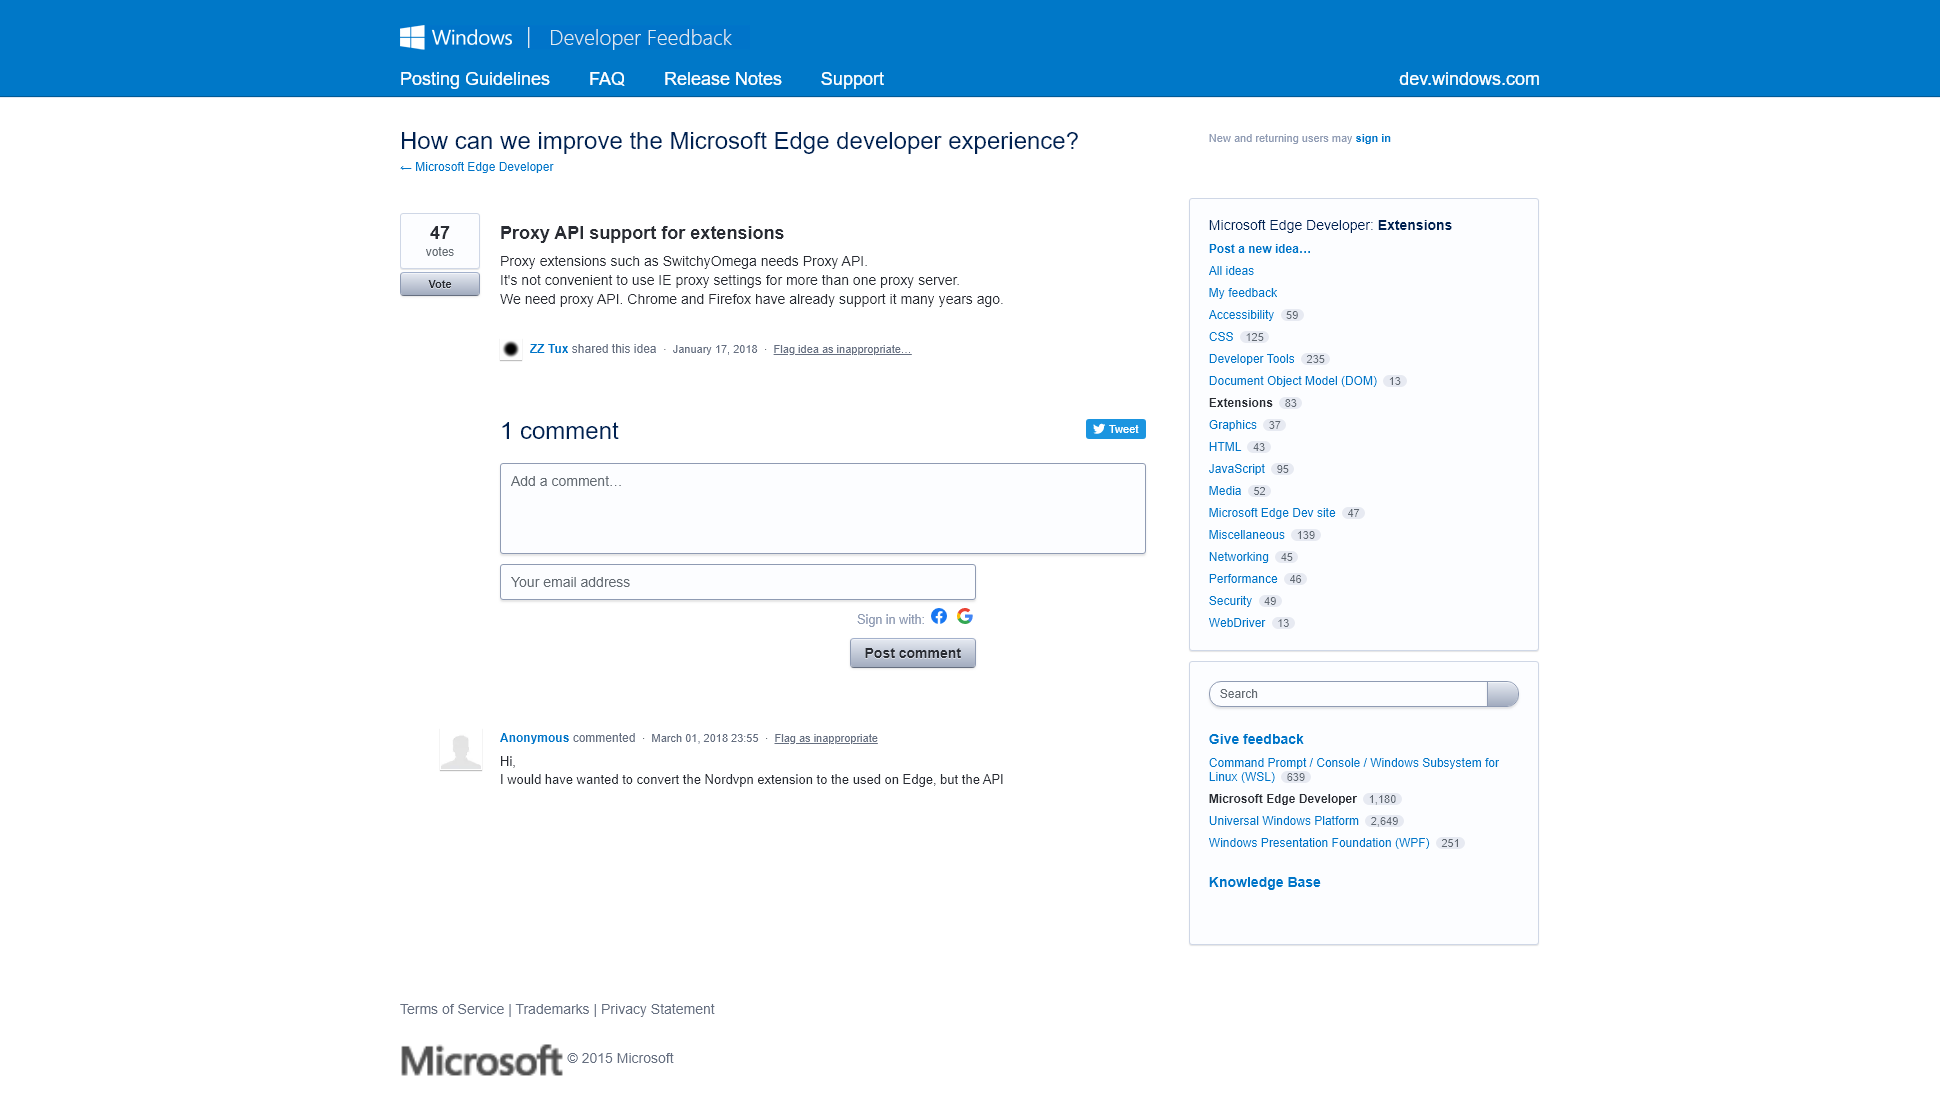 Windows | Developer Feedback
Posting Guidelines FAQ Release Notes Support dev.windows.com
How can we improve the Microsoft Edge developer experience?
← Microsoft Edge Developer
New and returning users may sign in
47
votes
Vote
Proxy API support for extensions
Proxy extensions such as SwitchyOmega needs Proxy API.
It's not convenient to use IE proxy settings for more than one proxy server.
We need proxy API. Chrome and Firefox have already support it many years ago.
ZZ Tux shared this idea · January 17, 2018 · Flag idea as inappropriate…
1 comment
Tweet
Add a comment…
Your email address
Sign in with:
Post comment
Anonymous commented · March 01, 2018 23:55 · Flag as inappropriate
Hi,
I would have wanted to convert the Nordvpn extension to the used on Edge, but the API
Microsoft Edge Developer: Extensions
Post a new idea…
All ideas
My feedback
Accessibility 59
CSS 125
Developer Tools 235
Document Object Model (DOM) 13
Extensions 83
Graphics 37
HTML 43
JavaScript 95
Media 52
Microsoft Edge Dev site 47
Miscellaneous 139
Networking 45
Performance 46
Security 49
WebDriver 13
Search
Give feedback
Command Prompt / Console / Windows Subsystem for
Linux (WSL) 639
Microsoft Edge Developer 1,180
Universal Windows Platform 2,649
Windows Presentation Foundation (WPF) 251
Knowledge Base
Terms of Service | Trademarks | Privacy Statement
Microsoft © 2015 Microsoft